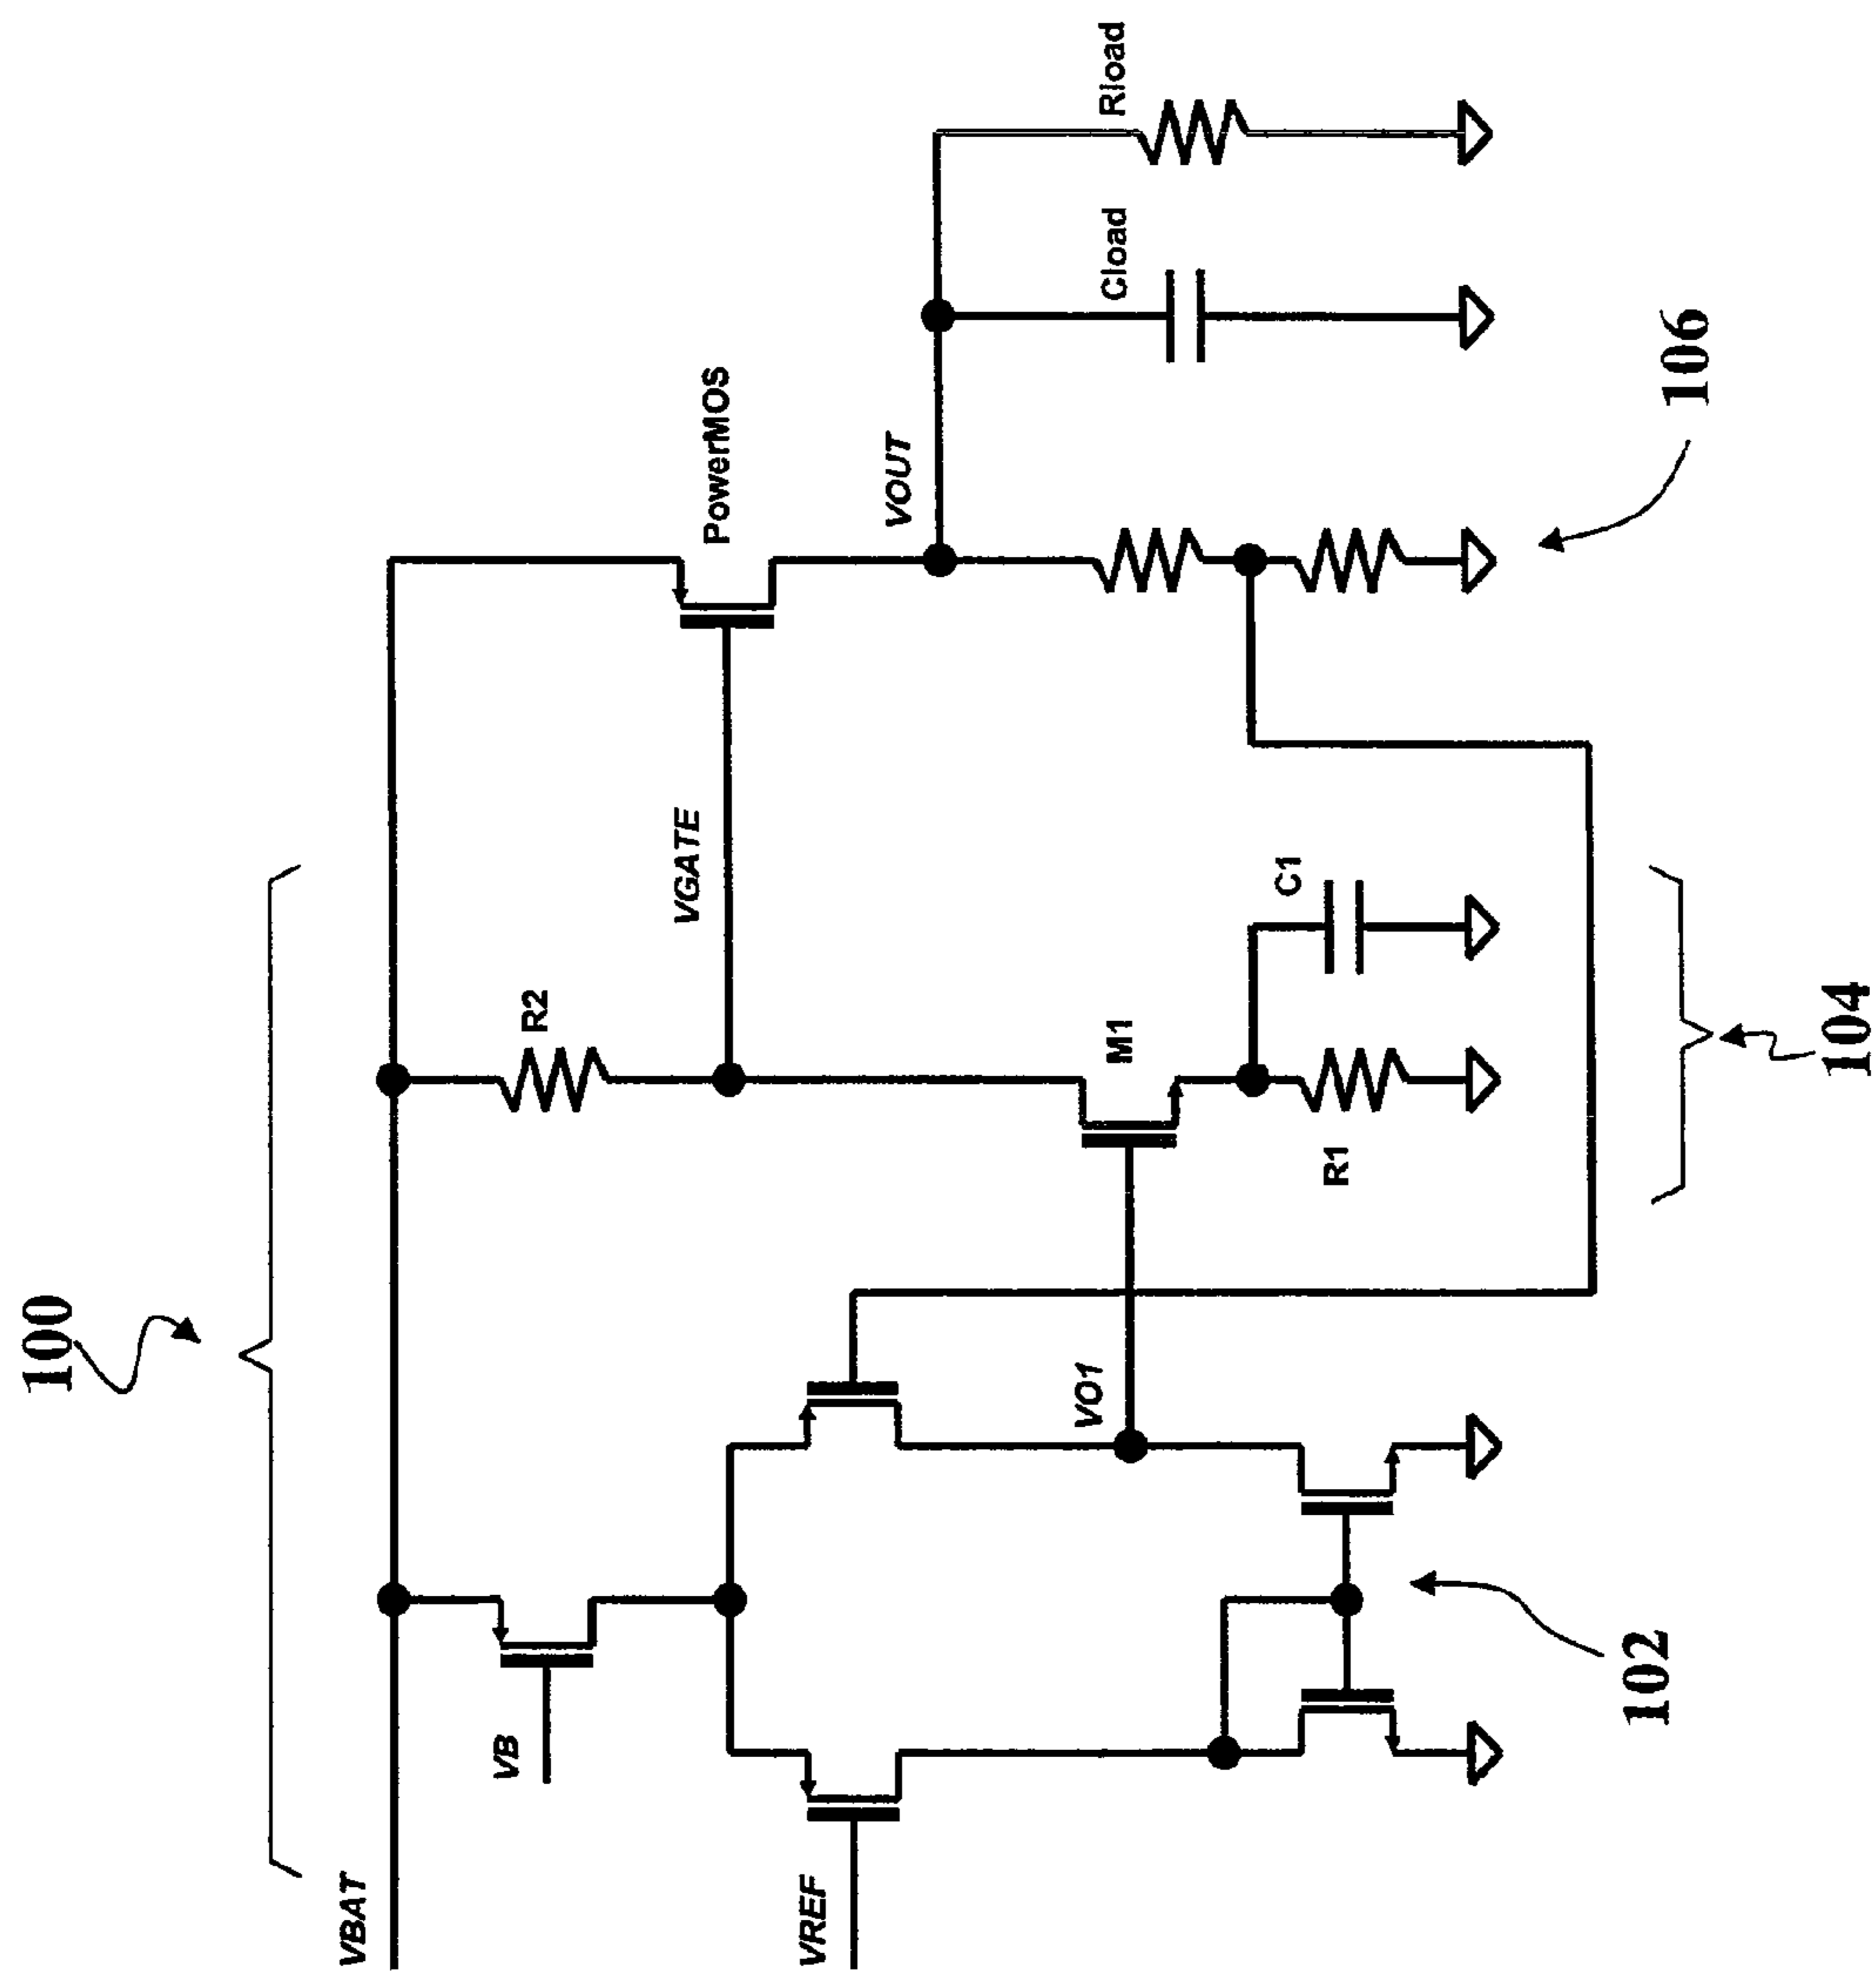 100
VBAT
VB
VREF
R2
VGATE
PowerMOS
VOUT
VO1
M1
R1
C1
Cload
Rload
102
104
106